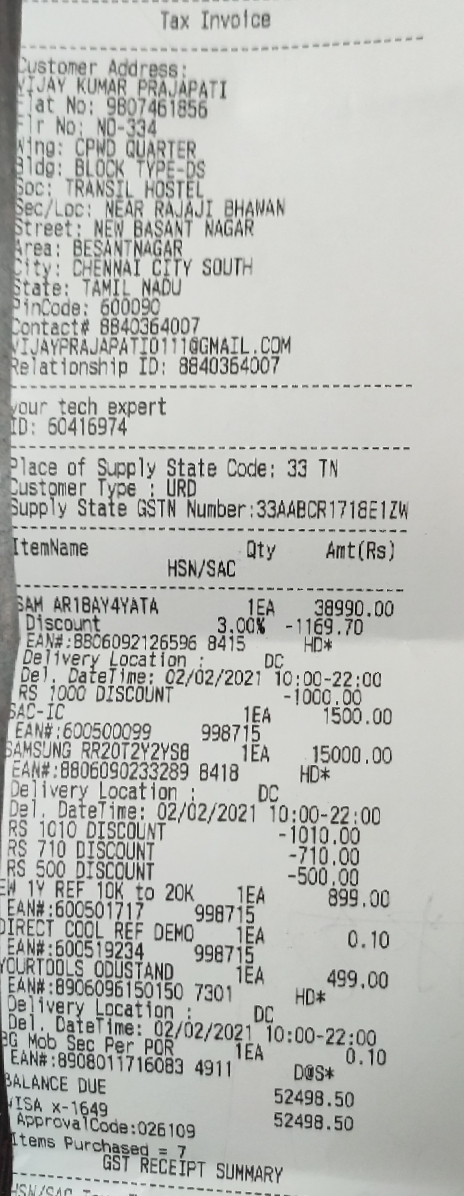 Tax Invoice
Customer Address:
VIJAY KUMAR PRAJAPATI
Flat No: 9807461856
Flr No: NO-334
Wing: CPWD QUARTER
Bldg: BLOCK TYPE-DS
Soc: TRANSIL HOSTEL
Sec/Loc: NEAR RAJAJI BHAWAN
Street: NEW BASANT NAGAR
Area: BESANTNAGAR
City: CHENNAI CITY SOUTH
State: TAMIL NADU
PinCode: 600090
Contact# 8840364007
VIJAYPRAJAPATI0111@GMAIL.COM
Relationship ID: 8840364007
your tech expert
ID: 60416974
Place of Supply State Code: 33 TN
Customer Type : URD
Supply State GSTN Number:33AABCR1718E1ZW
ItemName Qty Amt(Rs)
HSN/SAC
SAM AR18AY4YATA 1EA 38990.00
Discount 3.00% -1169.70
EAN#:8806092126596 8415 HD*
Delivery Location : DC
Del. DateTime: 02/02/2021 10:00-22:00
RS 1000 DISCOUNT -1000.00
SAC-IC 1EA 1500.00
EAN#:600500099 998715
SAMSUNG RR20T2Y2YS8 1EA 15000.00
EAN#:8806090233289 8418 HD*
Delivery Location : DC
Del. DateTime: 02/02/2021 10:00-22:00
RS 1010 DISCOUNT -1010.00
RS 710 DISCOUNT -710.00
RS 500 DISCOUNT -500.00
EW 1Y REF 10K to 20K 1EA 899.00
EAN#:600501717 998715
DIRECT COOL REF DEMO 1EA 0.10
EAN#:600519234 998715
YOURTOOLS ODUSTAND 1EA 499.00
EAN#:8906096150150 7301 HD*
Delivery Location : DC
Del. DateTime: 02/02/2021 10:00-22:00
BG Mob Sec Per POR 1EA 0.10
EAN#:8908011716083 4911 D@S*
BALANCE DUE 52498.50
VISA x-1649 52498.50
ApprovalCode:026109
Items Purchased = 7
GST RECEIPT SUMMARY
HSN/SAC